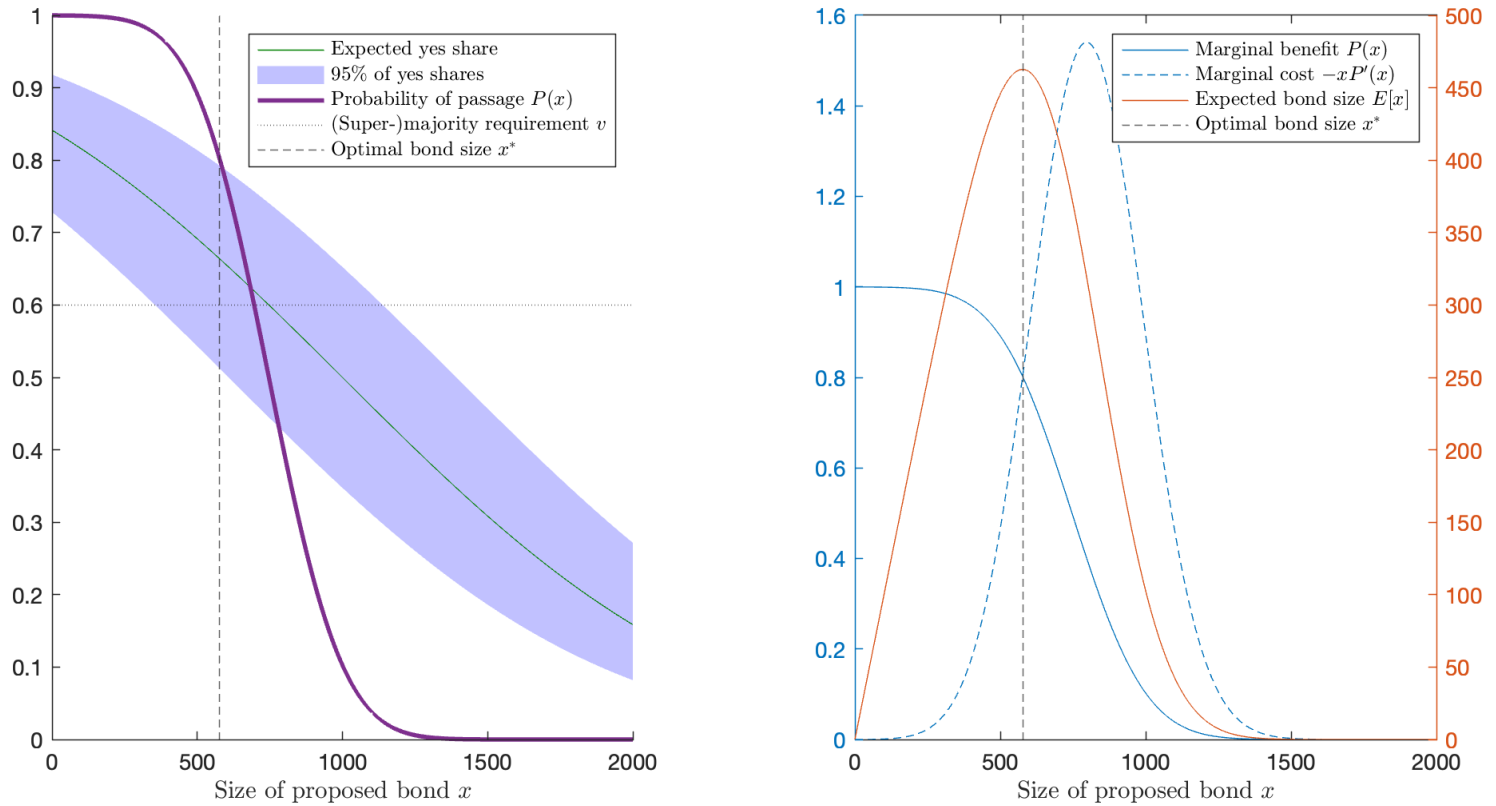 1
0.9
0.8
0.7
0.6
0.5
0.4
0.3
0.2
0.1
0
0 500 1000 1500 2000
Size of proposed bond x
Expected yes share
95% of yes shares
Probability of passage P(x)
(Super-)majority requirement v
Optimal bond size x*
1.6
1.4
1.2
1
0.8
0.6
0.4
0.2
0
0 500 1000 1500 2000
Size of proposed bond x
Marginal benefit P(x)
Marginal cost −xP′(x)
Expected bond size E[x]
Optimal bond size x*
500
450
400
350
300
250
200
150
100
50
0